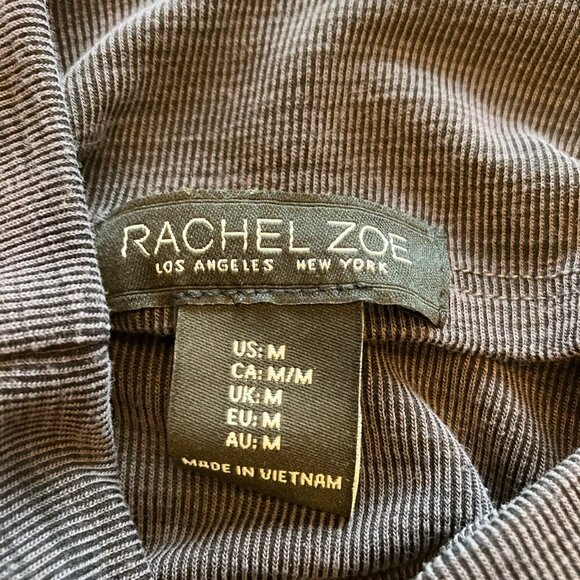 RACHEL ZOE
LOS ANGELES NEW YORK
US: M
CA: M/M
UK: M
EU: M
AU: M
MADE IN VIETNAM